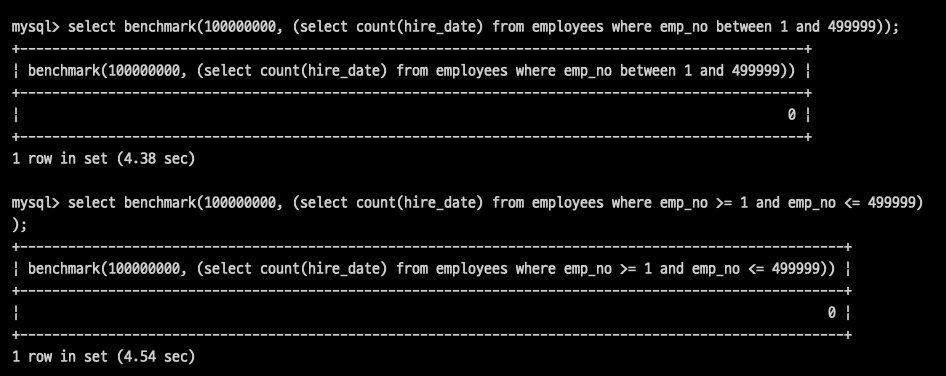 mysql> select benchmark(100000000, (select count(hire_date) from employees where emp_no between 1 and 499999));
+--------------------------------------------------------------------------------------------------+
| benchmark(100000000, (select count(hire_date) from employees where emp_no between 1 and 499999)) |
+--------------------------------------------------------------------------------------------------+
|                                                                                                0 |
+--------------------------------------------------------------------------------------------------+
1 row in set (4.38 sec)
mysql> select benchmark(100000000, (select count(hire_date) from employees where emp_no >= 1 and emp_no <= 499999)
);
+-------------------------------------------------------------------------------------------------------+
| benchmark(100000000, (select count(hire_date) from employees where emp_no >= 1 and emp_no <= 499999)) |
+-------------------------------------------------------------------------------------------------------+
|                                                                                                     0 |
+-------------------------------------------------------------------------------------------------------+
1 row in set (4.54 sec)